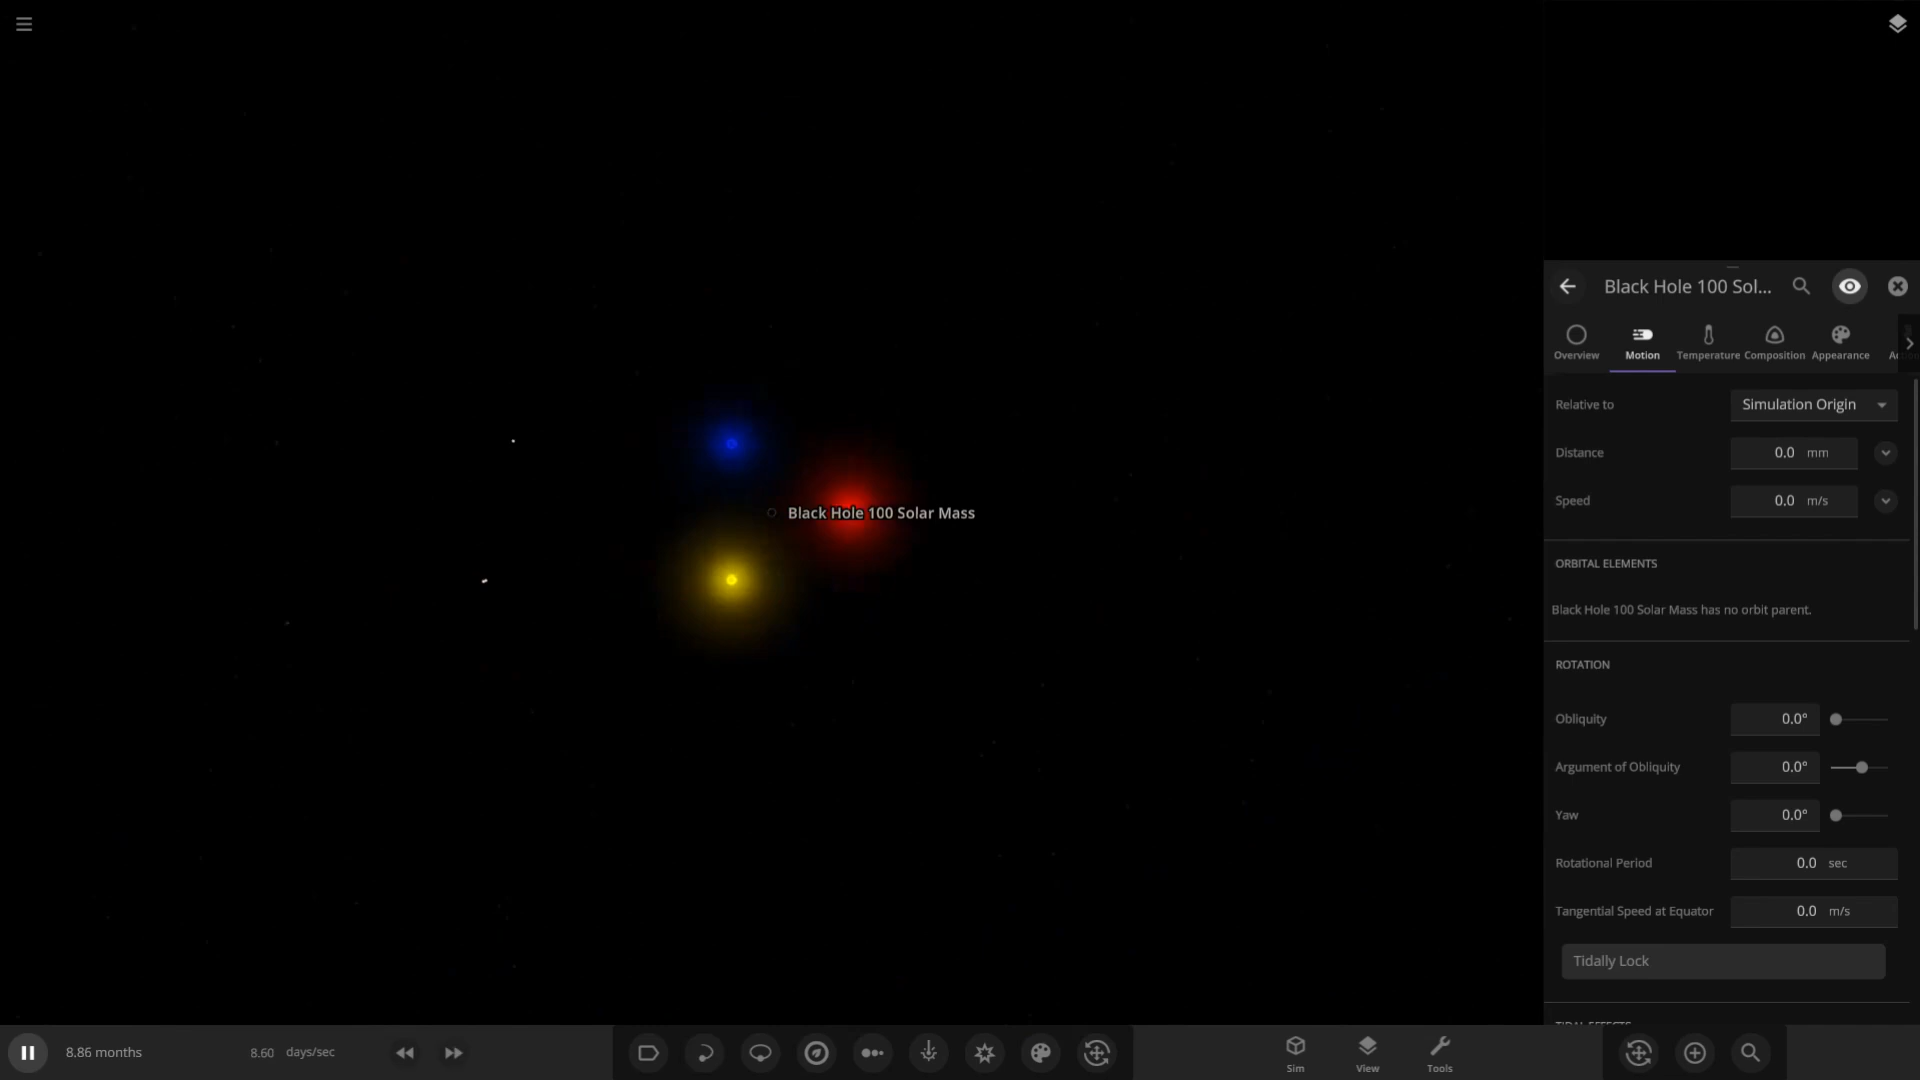 Black Hole 100 Solar Mass
Black Hole 100 Sol...
Overview Motion Temperature Composition Appearance
Relative to Simulation Origin
Distance 0.0 mm
Speed 0.0 m/s
ORBITAL ELEMENTS
Black Hole 100 Solar Mass has no orbit parent.
ROTATION
Obliquity 0.0°
Argument of Obliquity 0.0°
Yaw 0.0°
Rotational Period 0.0 sec
Tangential Speed at Equator 0.0 m/s
Tidally Lock
TIDAL EFFECTS
8.86 months 8.60 days/sec
Sim View Tools